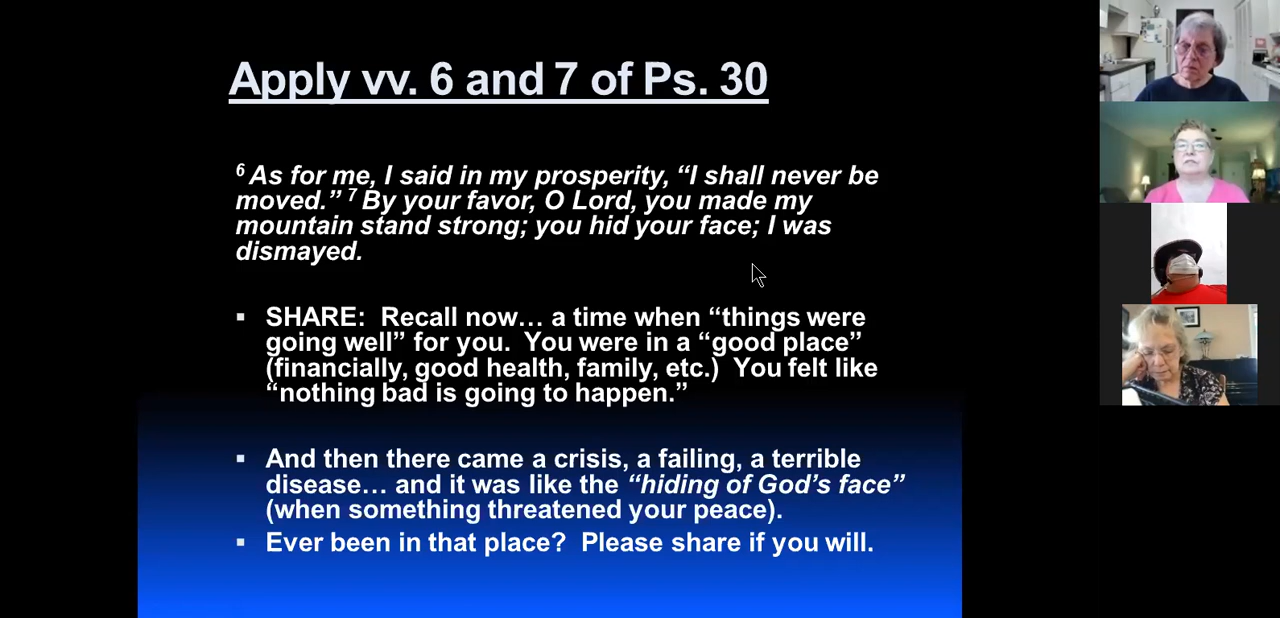 Apply vv. 6 and 7 of Ps. 30
6 As for me, I said in my prosperity, “I shall never be
moved.” 7 By your favor, O Lord, you made my
mountain stand strong; you hid your face; I was
dismayed.
▪ SHARE: Recall now… a time when “things were
going well” for you. You were in a “good place”
(financially, good health, family, etc.) You felt like
“nothing bad is going to happen.”
▪ And then there came a crisis, a failing, a terrible
disease… and it was like the “hiding of God’s face”
(when something threatened your peace).
▪ Ever been in that place? Please share if you will.